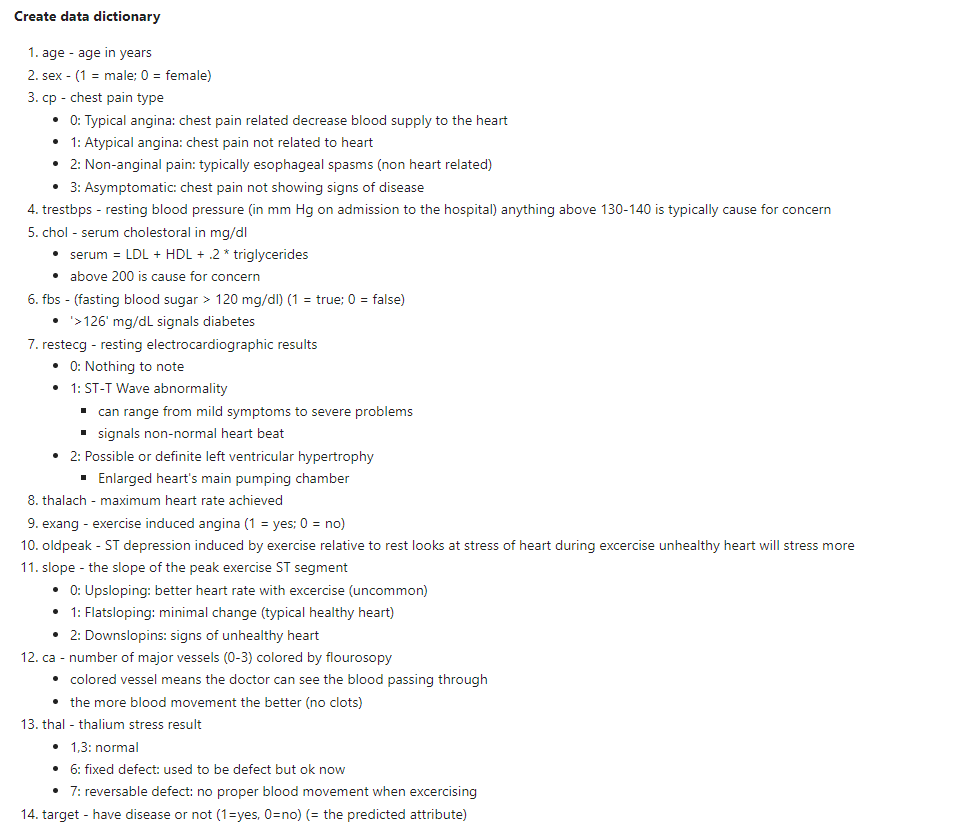 Create data dictionary
1. age - age in years
2. sex - (1 = male; 0 = female)
3. cp - chest pain type
• 0: Typical angina: chest pain related decrease blood supply to the heart
• 1: Atypical angina: chest pain not related to heart
• 2: Non-anginal pain: typically esophageal spasms (non heart related)
• 3: Asymptomatic: chest pain not showing signs of disease
4. trestbps - resting blood pressure (in mm Hg on admission to the hospital) anything above 130-140 is typically cause for concern
5. chol - serum cholestoral in mg/dl
• serum = LDL + HDL + .2 * triglycerides
• above 200 is cause for concern
6. fbs - (fasting blood sugar > 120 mg/dl) (1 = true; 0 = false)
• '>126' mg/dL signals diabetes
7. restecg - resting electrocardiographic results
• 0: Nothing to note
• 1: ST-T Wave abnormality
▪ can range from mild symptoms to severe problems
▪ signals non-normal heart beat
• 2: Possible or definite left ventricular hypertrophy
▪ Enlarged heart's main pumping chamber
8. thalach - maximum heart rate achieved
9. exang - exercise induced angina (1 = yes; 0 = no)
10. oldpeak - ST depression induced by exercise relative to rest looks at stress of heart during excercise unhealthy heart will stress more
11. slope - the slope of the peak exercise ST segment
• 0: Upsloping: better heart rate with excercise (uncommon)
• 1: Flatsloping: minimal change (typical healthy heart)
• 2: Downslopins: signs of unhealthy heart
12. ca - number of major vessels (0-3) colored by flourosopy
• colored vessel means the doctor can see the blood passing through
• the more blood movement the better (no clots)
13. thal - thalium stress result
• 1,3: normal
• 6: fixed defect: used to be defect but ok now
• 7: reversable defect: no proper blood movement when excercising
14. target - have disease or not (1=yes, 0=no) (= the predicted attribute)